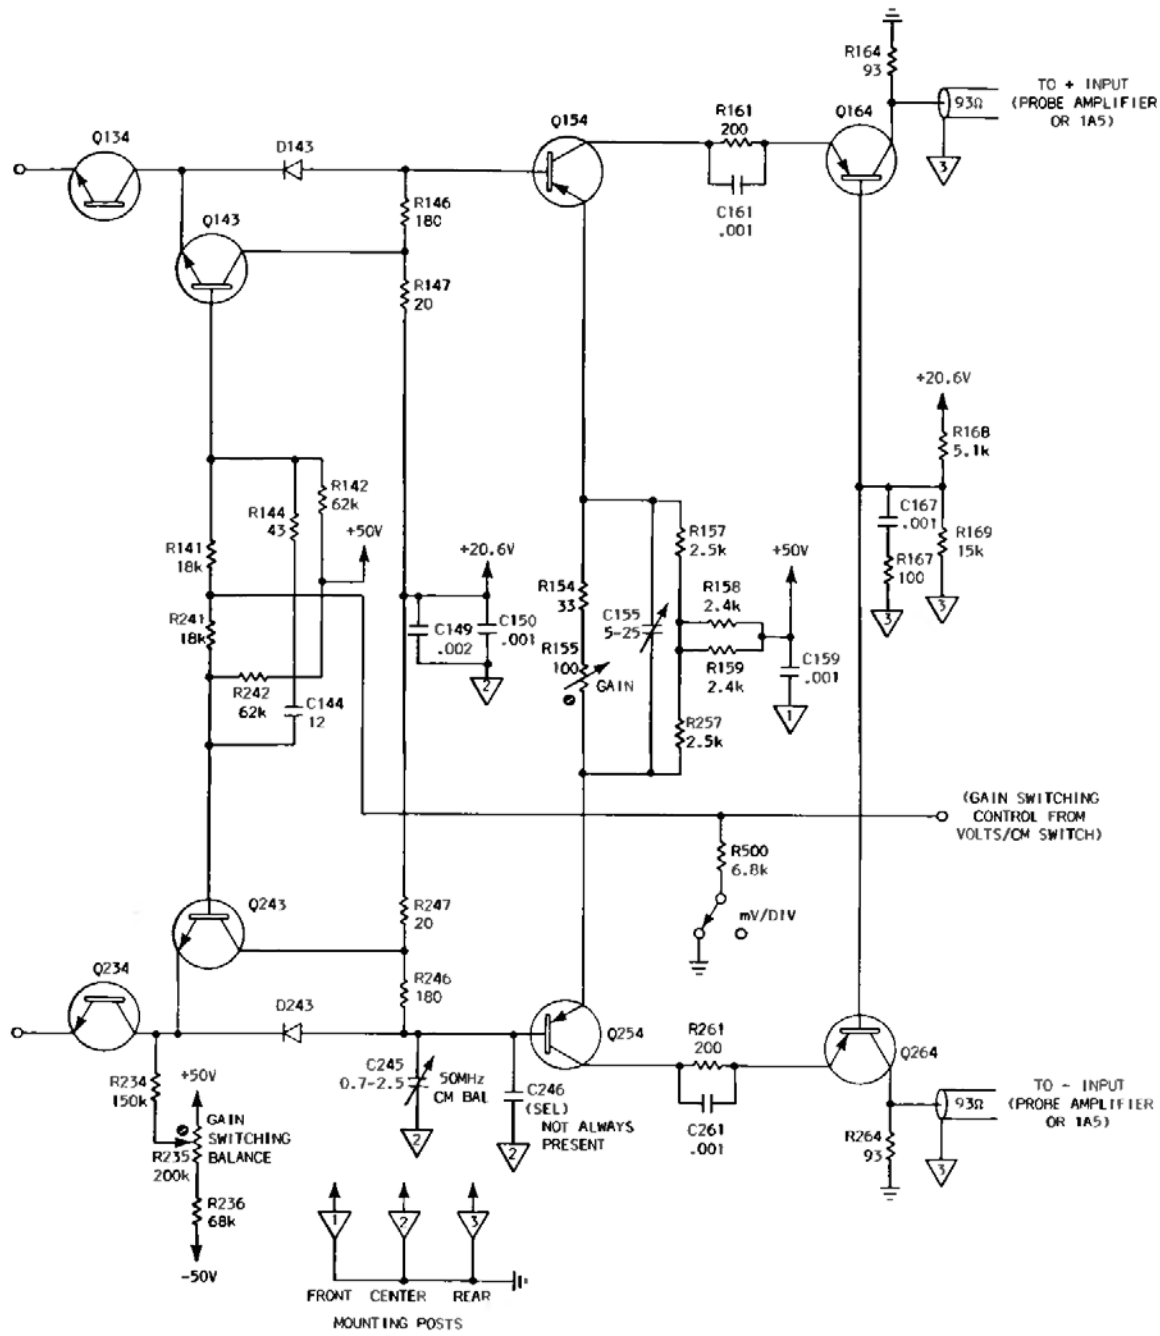 R164
93
TO + INPUT
(PROBE AMPLIFIER
OR 1A5)
93Ω
R161
200
Q164
Q154
Q134
D143
3
C161
.001
R146
180
Q143
R147
20
+20.6V
R168
5.1k
R142
62k
R144
43
C167
.001
+50V
R157
2.5k
R169
15k
R141
18k
+20.6V
+50V
R167
100
R154
33
R158
2.4k
C155
5-25
3
3
R241
18k
C149
.002
C150
.001
R155
100
GAIN
R159
2.4k
C159
.001
2
R242
62k
C144
12
1
R257
2.5k
(GAIN SWITCHING
CONTROL FROM
VOLTS/CM SWITCH)
R500
6.8k
Q243
R247
20
mV/DIV
Q234
R246
180
D243
Q254
R261
200
Q264
C245
0.7-2.5
50MHz
CM BAL
C246
(SEL)
NOT ALWAYS
PRESENT
R234
150k
+50V
GAIN
SWITCHING
BALANCE
R235
200k
TO - INPUT
(PROBE AMPLIFIER
OR 1A5)
93Ω
C261
.001
2
2
R264
93
3
R236
68k
-50V
1
2
3
FRONT CENTER REAR
MOUNTING POSTS